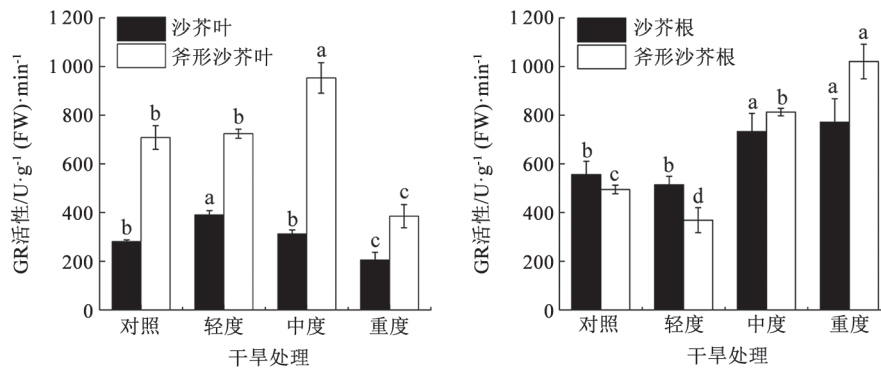 沙芥叶
斧形沙芥叶
GR活性/U·g⁻¹ (FW)·min⁻¹
1 200
1 000
800
600
400
200
0
b
b
a
b
b
a
c
c
对照 轻度 中度 重度
干旱处理
沙芥根
斧形沙芥根
GR活性/U·g⁻¹ (FW)·min⁻¹
1 200
1 000
800
600
400
200
0
b
c
b
d
a
b
a
a
对照 轻度 中度 重度
干旱处理